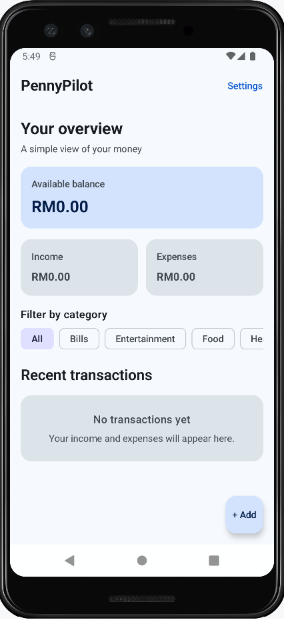 5:49
PennyPilot
Settings
Your overview
A simple view of your money
Available balance
RM0.00
Income
Expenses
RM0.00
RM0.00
Filter by category
All
Bills
Entertainment
Food
He
Recent transactions
No transactions yet
Your income and expenses will appear here.
+ Add